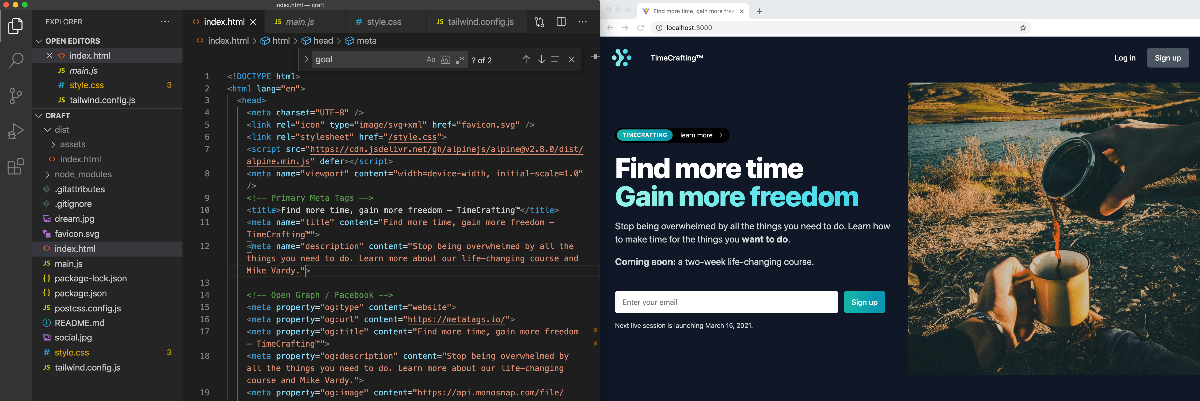 index.html — craft
EXPLORER
OPEN EDITORS
index.html
main.js
style.css 3
tailwind.config.js
CRAFT
dist
assets
index.html
node_modules
.gitattributes
.gitignore
dream.jpg
favicon.svg
index.html
main.js
package-lock.json
package.json
postcss.config.js
README.md
social.jpg
style.css 3
tailwind.config.js
index.html main.js style.css tailwind.config.js
index.html > html > head > meta
goal Aa ? of 2
1 <!DOCTYPE html>
2 <html lang="en">
3 <head>
4 <meta charset="UTF-8" />
5 <link rel="icon" type="image/svg+xml" href="favicon.svg" />
6 <link rel="stylesheet" href="/style.css">
7 <script src="https://cdn.jsdelivr.net/gh/alpinejs/alpine@v2.8.0/dist/
alpine.min.js" defer></script>
8 <meta name="viewport" content="width=device-width, initial-scale=1.0"
/>
9 <!-- Primary Meta Tags -->
10 <title>Find more time, gain more freedom — TimeCrafting™</title>
11 <meta name="title" content="Find more time, gain more freedom —
TimeCrafting™">
12 <meta name="description" content="Stop being overwhelmed by all the
things you need to do. Learn more about our life-changing course and
Mike Vardy.">
13
14 <!-- Open Graph / Facebook -->
15 <meta property="og:type" content="website">
16 <meta property="og:url" content="https://metatags.io/">
17 <meta property="og:title" content="Find more time, gain more freedom
— TimeCrafting™">
18 <meta property="og:description" content="Stop being overwhelmed by
all the things you need to do. Learn more about our life-changing
course and Mike Vardy.">
19 <meta property="og:image" content="https://api.monosnap.com/file/
Find more time, gain more free
localhost:3000
TimeCrafting™
Log in Sign up
TIMECRAFTING learn more
Find more time
Gain more freedom
Stop being overwhelmed by all the things you need to do. Learn how
to make time for the things you want to do.
Coming soon: a two-week life-changing course.
Enter your email Sign up
Next live session is launching March 16, 2021.